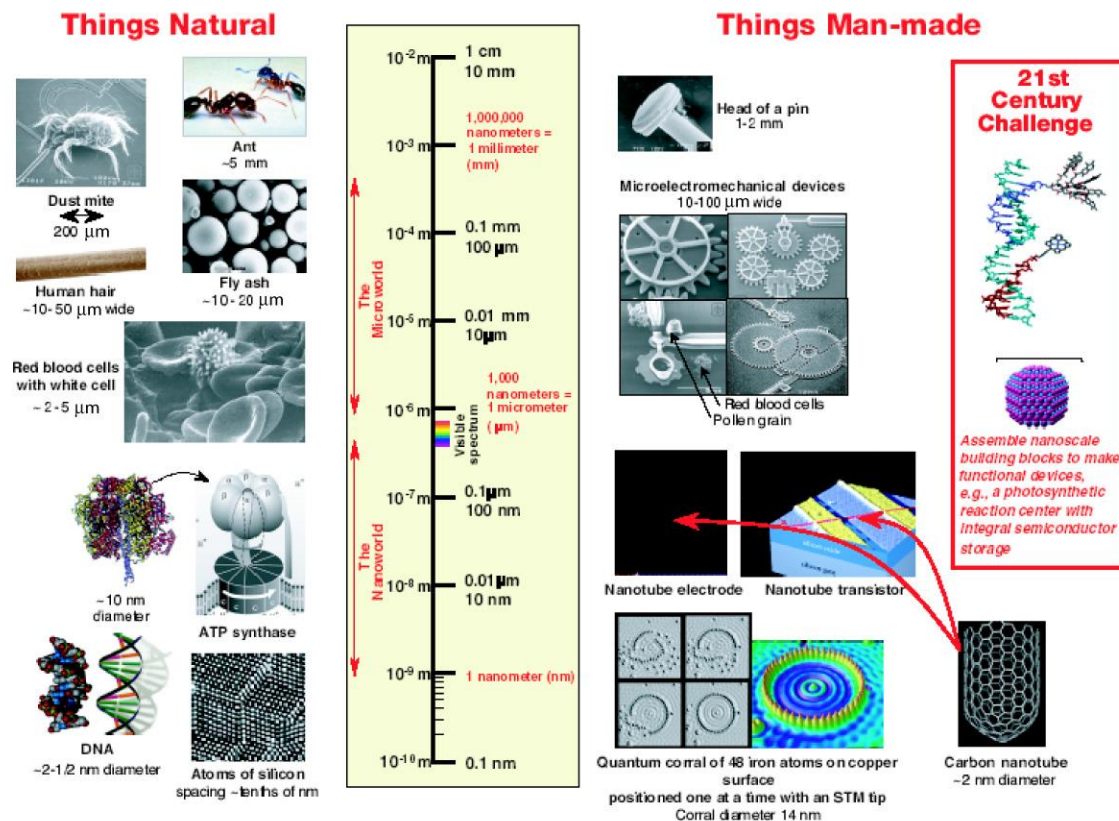 Things Natural
Things Man-made
Ant
~5 mm
Dust mite
200 μm
Human hair
~10-50 μm wide
Fly ash
~10-20 μm
Red blood cells
with white cell
~2-5 μm
~10 nm
diameter
ATP synthase
DNA
~2-1/2 nm diameter
Atoms of silicon
spacing ~tenths of nm
10-2 m
1 cm
10 mm
1,000,000
nanometers =
1 millimeter
(mm)
10-3 m
The
Microworld
10-4 m
0.1 mm
100 μm
10-5 m
0.01 mm
10μm
1,000
nanometers =
1 micrometer
(μm)
10-6 m
Visible
spectrum
The
Nanoworld
10-7 m
0.1μm
100 nm
10-8 m
0.01μm
10 nm
10-9 m
1 nanometer (nm)
10-10 m
0.1 nm
Head of a pin
1-2 mm
Microelectromechanical devices
10-100 μm wide
Red blood cells
Pollen grain
Nanotube electrode
Nanotube transistor
Quantum corral of 48 iron atoms on copper
surface
positioned one at a time with an STM tip
Corral diameter 14 nm
Carbon nanotube
~2 nm diameter
21st
Century
Challenge
Assemble nanoscale
building blocks to make
functional devices,
e.g., a photosynthetic
reaction center with
integral semiconductor
storage